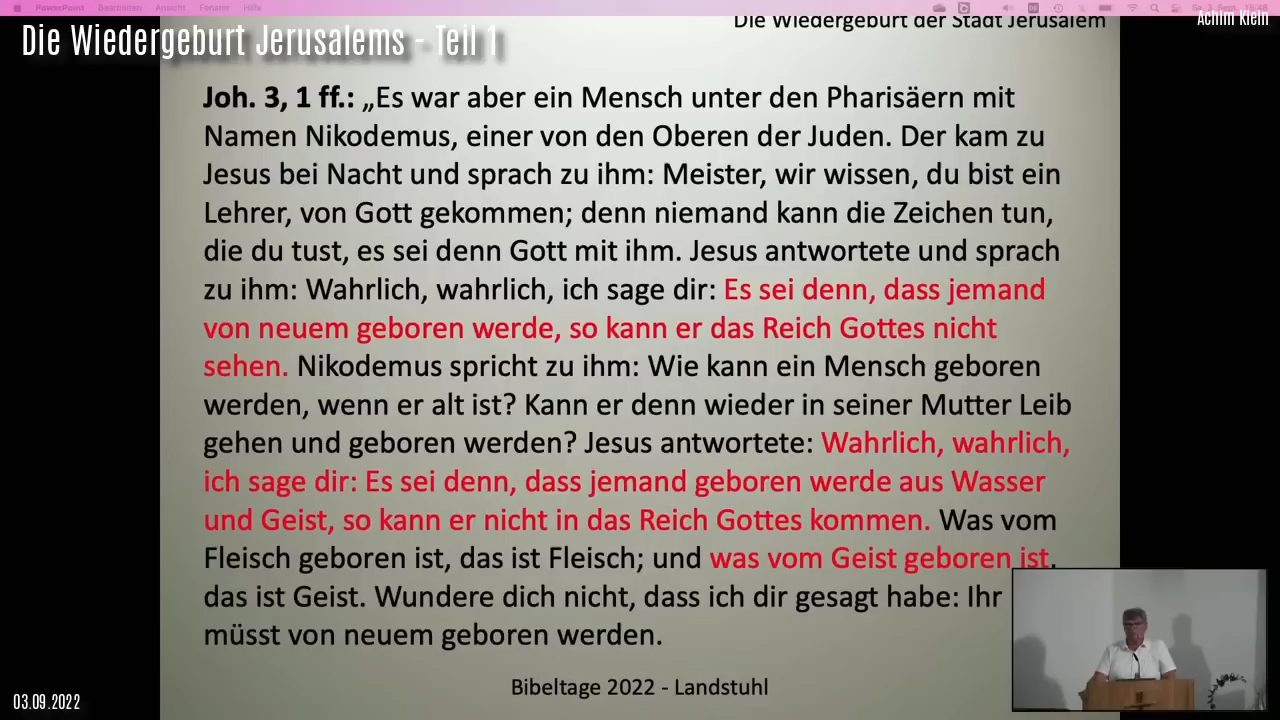 PowerPoint Bearbeiten Ansicht Fenster Hilfe
Die Wiedergeburt der Stadt Jerusalem
Achim Klein
Die Wiedergeburt Jerusalems - Teil 1
Joh. 3, 1 ff.: „Es war aber ein Mensch unter den Pharisäern mit
Namen Nikodemus, einer von den Oberen der Juden. Der kam zu
Jesus bei Nacht und sprach zu ihm: Meister, wir wissen, du bist ein
Lehrer, von Gott gekommen; denn niemand kann die Zeichen tun,
die du tust, es sei denn Gott mit ihm. Jesus antwortete und sprach
zu ihm: Wahrlich, wahrlich, ich sage dir: Es sei denn, dass jemand
von neuem geboren werde, so kann er das Reich Gottes nicht
sehen. Nikodemus spricht zu ihm: Wie kann ein Mensch geboren
werden, wenn er alt ist? Kann er denn wieder in seiner Mutter Leib
gehen und geboren werden? Jesus antwortete: Wahrlich, wahrlich,
ich sage dir: Es sei denn, dass jemand geboren werde aus Wasser
und Geist, so kann er nicht in das Reich Gottes kommen. Was vom
Fleisch geboren ist, das ist Fleisch; und was vom Geist geboren ist,
das ist Geist. Wundere dich nicht, dass ich dir gesagt habe: Ihr
müsst von neuem geboren werden.
Bibeltage 2022 - Landstuhl
03.09.2022